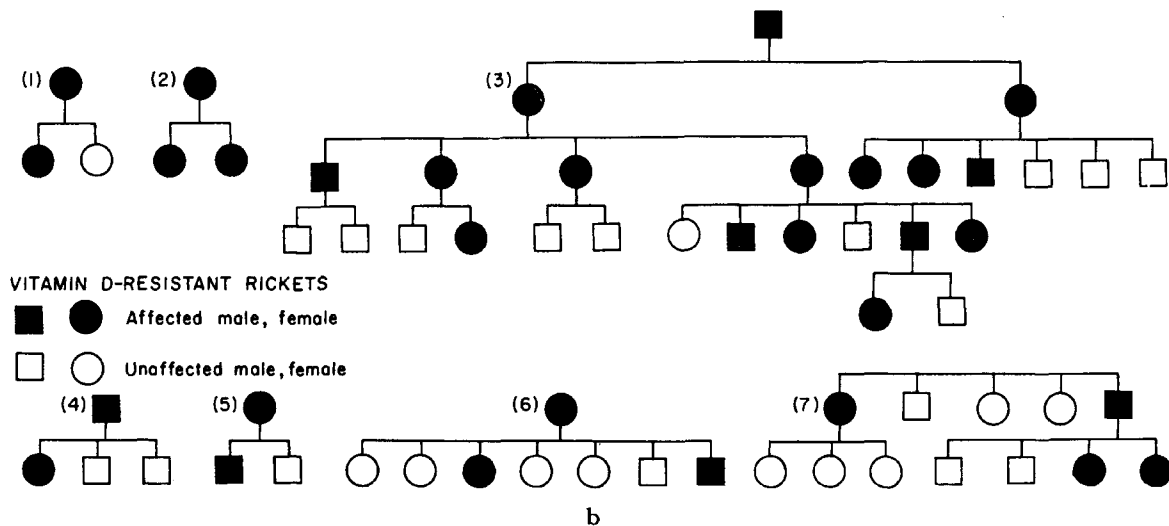 (1)
(2)
(3)
VITAMIN D-RESISTANT RICKETS
Affected male, female
Unaffected male, female
(4)
(5)
(6)
(7)
b